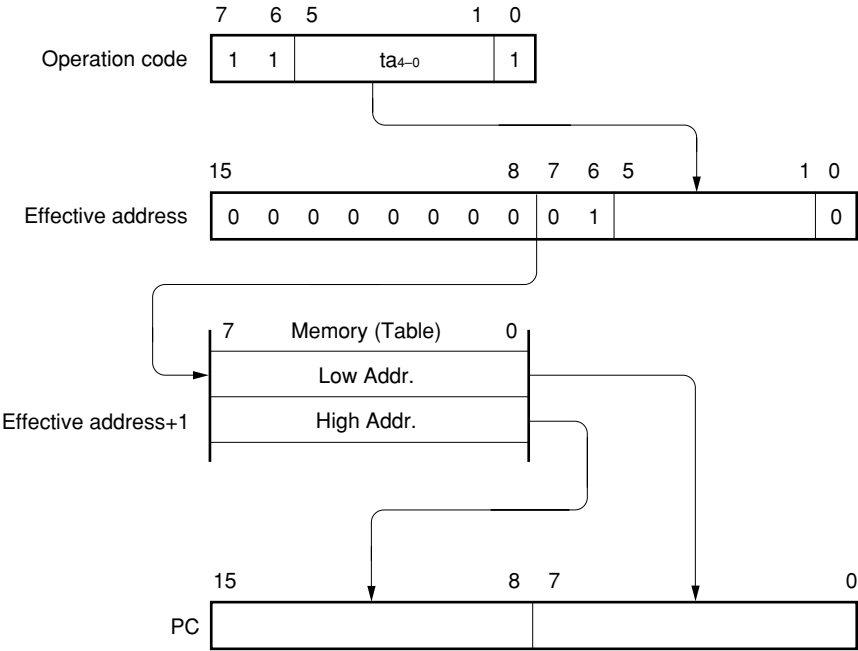 7 6 5 1 0
Operation code 1 1 ta4–0 1
15 8 7 6 5 1 0
Effective address 0 0 0 0 0 0 0 0 0 1 0
7 Memory (Table) 0
Low Addr.
Effective address+1 High Addr.
15 8 7 0
PC